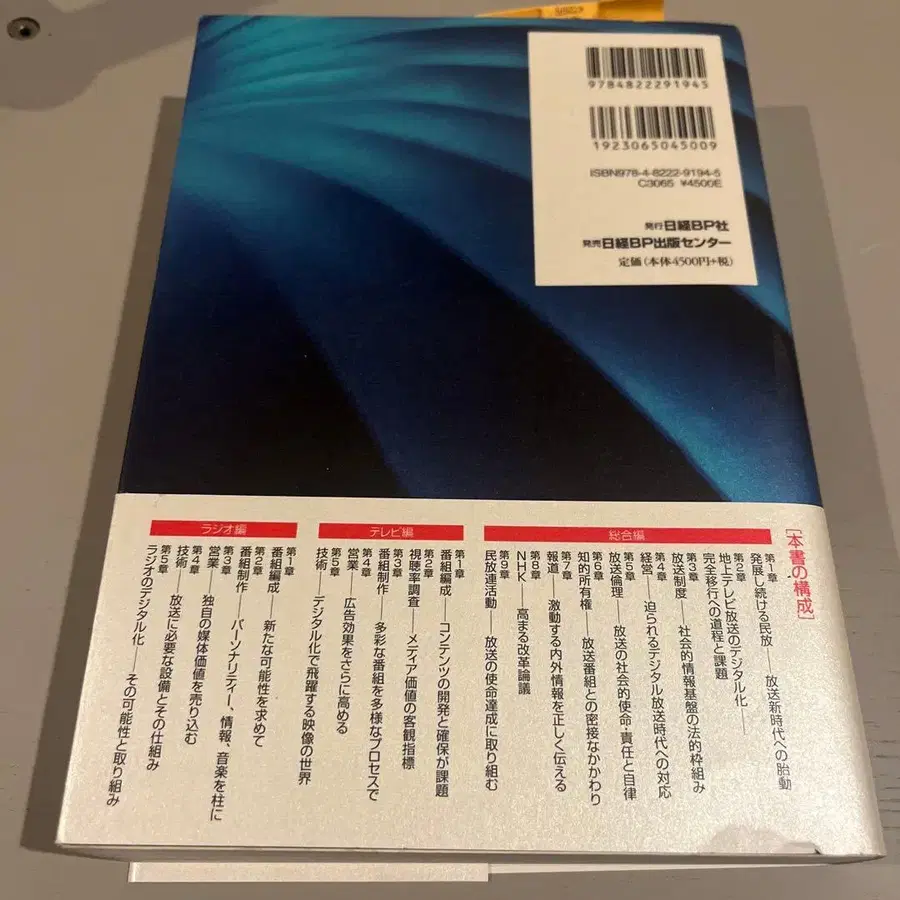 9784822291945
1923065045009
ISBN978-4-8222-9194-5
C3065 ¥4500E
発行 日経BP社
発売 日経BP出版センター
定価(本体4500円+税)
[本書の構成]
総合編
第1章
発展し続ける民放――放送新時代への胎動
第2章
地上テレビ放送のデジタル化――
完全移行への道程と課題
第3章
放送制度――社会的情報基盤の法的枠組み
第4章
経営――迫られるデジタル放送時代への対応
第5章
放送倫理――放送の社会的使命・責任と自律
第6章
知的所有権――放送番組との密接なかかわり
第7章
報道――激動する内外情報を正しく伝える
第8章
NHK――高まる改革論議
第9章
民放連活動――放送の使命達成に取り組む
テレビ編
第1章
番組編成――コンテンツの開発と確保が課題
第2章
視聴率調査――メディア価値の客観指標
第3章
番組制作――多彩な番組を多様なプロセスで
第4章
営業――広告効果をさらに高める
第5章
技術――デジタル化で飛躍する映像の世界
ラジオ編
第1章
番組編成――新たな可能性を求めて
第2章
番組制作――パーソナリティー、情報、音楽を柱に
第3章
営業――独自の媒体価値を売り込む
第4章
技術――放送に必要な設備とその仕組み
第5章
ラジオのデジタル化――その可能性と取り組み